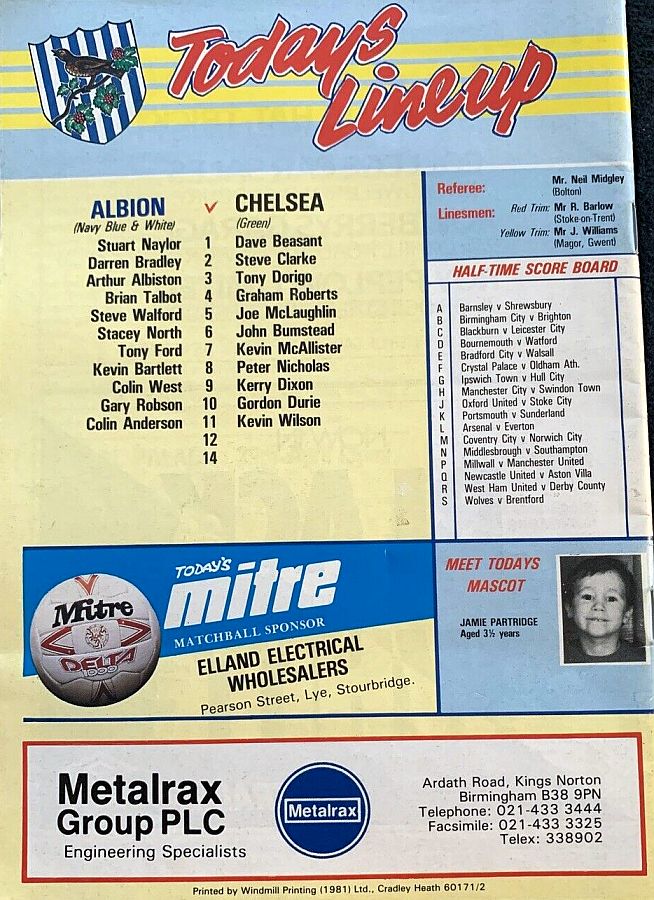 Todays
Lineup
ALBION v CHELSEA
(Navy Blue & White) (Green)
Stuart Naylor 1 Dave Beasant
Darren Bradley 2 Steve Clarke
Arthur Albiston 3 Tony Dorigo
Brian Talbot 4 Graham Roberts
Steve Walford 5 Joe McLaughlin
Stacey North 6 John Bumstead
Tony Ford 7 Kevin McAllister
Kevin Bartlett 8 Peter Nicholas
Colin West 9 Kerry Dixon
Gary Robson 10 Gordon Durie
Colin Anderson 11 Kevin Wilson
12
14
Referee: Mr. Neil Midgley
(Bolton)
Linesmen: Red Trim: Mr R. Barlow
(Stoke-on-Trent)
Yellow Trim: Mr J. Williams
(Magor, Gwent)
HALF-TIME SCORE BOARD
A Barnsley v Shrewsbury
B Birmingham City v Brighton
C Blackburn v Leicester City
D Bournemouth v Watford
E Bradford City v Walsall
F Crystal Palace v Oldham Ath.
G Ipswich Town v Hull City
H Manchester City v Swindon Town
J Oxford United v Stoke City
K Portsmouth v Sunderland
L Arsenal v Everton
M Coventry City v Norwich City
N Middlesbrough v Southampton
P Millwall v Manchester United
Q Newcastle United v Aston Villa
R West Ham United v Derby County
S Wolves v Brentford
TODAY'S
mitre
MATCHBALL SPONSOR
ELLAND ELECTRICAL
WHOLESALERS
Pearson Street, Lye, Stourbridge.
Mitre
DELTA
1000
MEET TODAYS
MASCOT
JAMIE PARTRIDGE
Aged 3½ years
Metalrax
Group PLC
Engineering Specialists
Metalrax
Ardath Road, Kings Norton
Birmingham B38 9PN
Telephone: 021-433 3444
Facsimile: 021-433 3325
Telex: 338902
Printed by Windmill Printing (1981) Ltd., Cradley Heath 60171/2